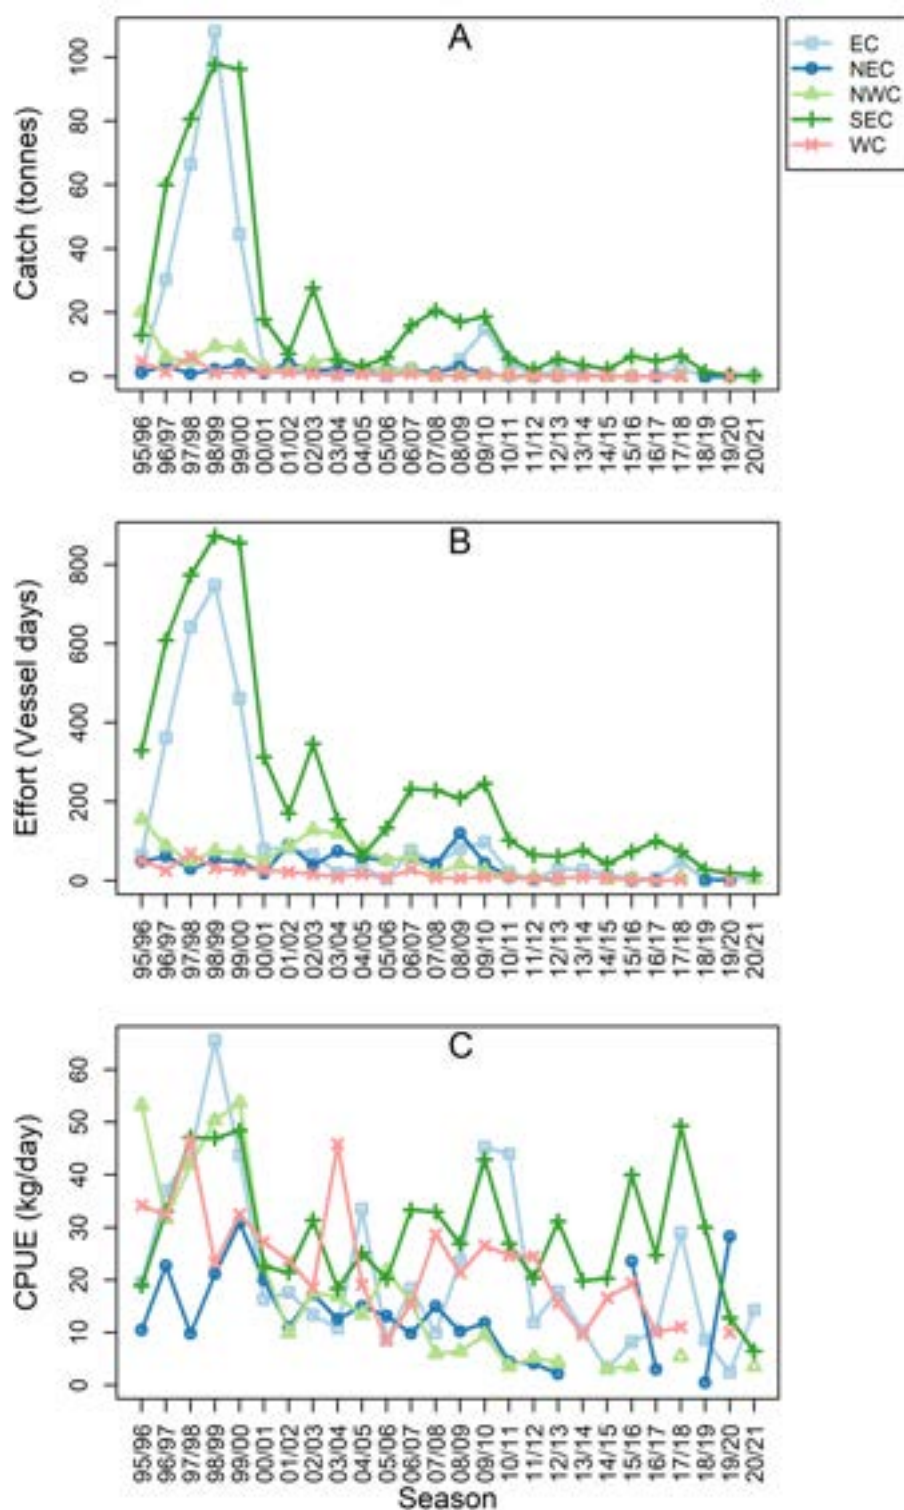 A
EC
NEC
NWC
SEC
WC
Catch (tonnes)
100
80
60
40
20
0
95/96 96/97 97/98 98/99 99/00 00/01 01/02 02/03 03/04 04/05 05/06 06/07 07/08 08/09 09/10 10/11 11/12 12/13 13/14 14/15 15/16 16/17 17/18 18/19 19/20 20/21
B
Effort (Vessel days)
800
600
400
200
0
95/96 96/97 97/98 98/99 99/00 00/01 01/02 02/03 03/04 04/05 05/06 06/07 07/08 08/09 09/10 10/11 11/12 12/13 13/14 14/15 15/16 16/17 17/18 18/19 19/20 20/21
C
CPUE (kg/day)
60
50
40
30
20
10
0
95/96 96/97 97/98 98/99 99/00 00/01 01/02 02/03 03/04 04/05 05/06 06/07 07/08 08/09 09/10 10/11 11/12 12/13 13/14 14/15 15/16 16/17 17/18 18/19 19/20 20/21
Season